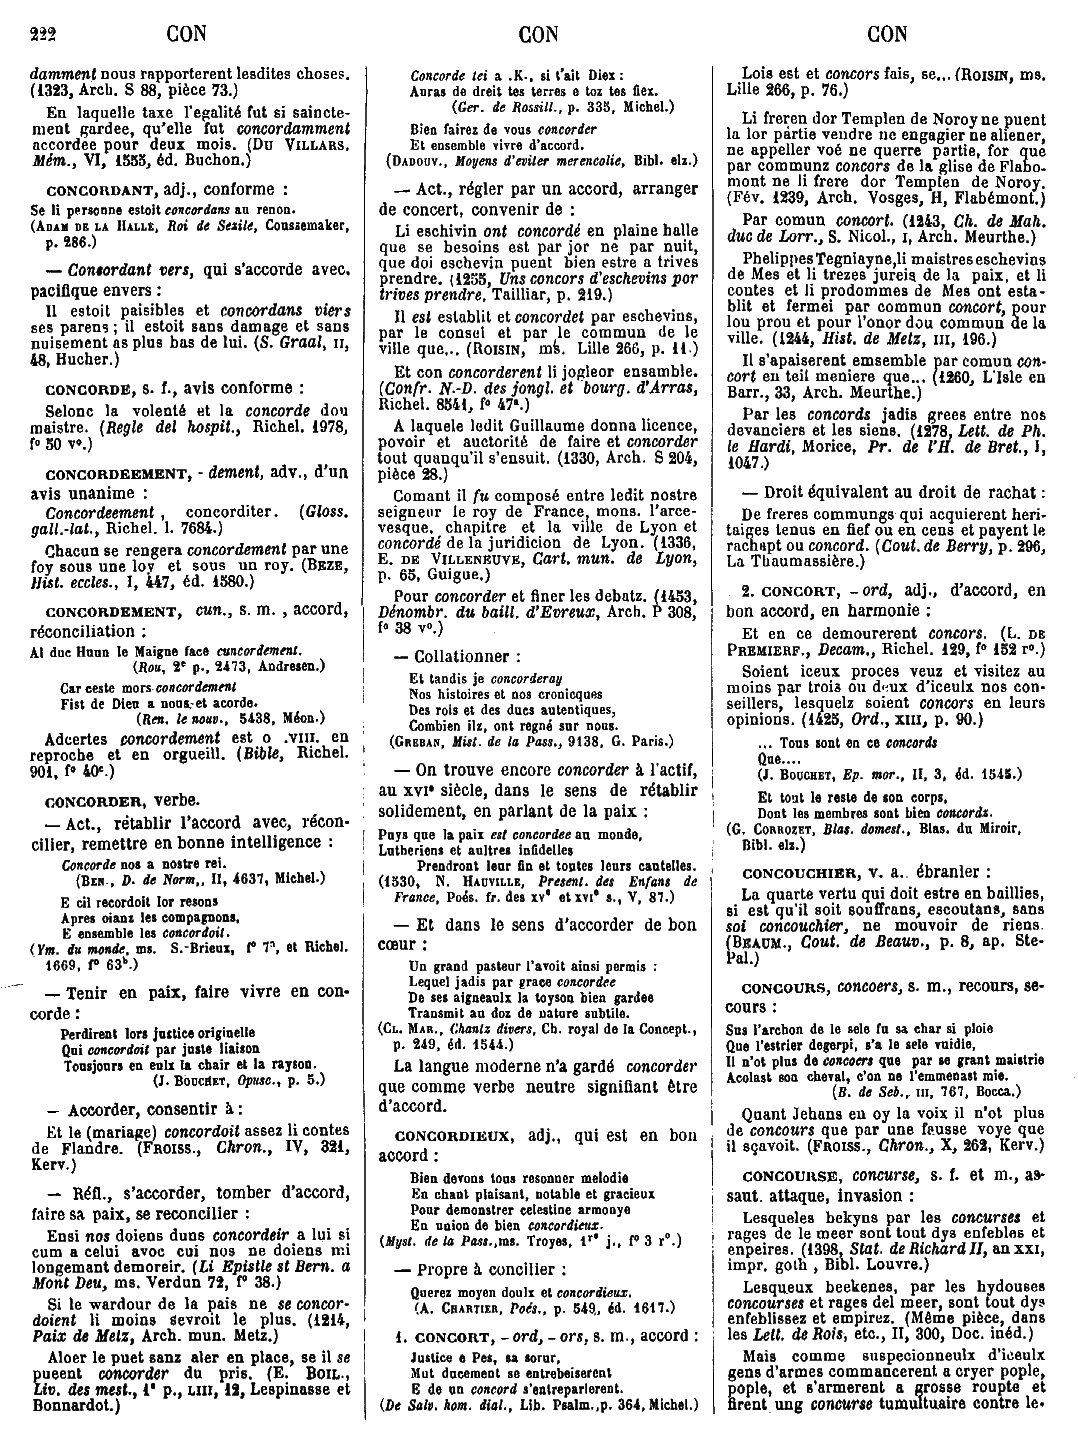 222 CON CON CON
damment nous rapporterent lesdites choses.
(1323, Arch. S 88, pièce 73.)
En laquelle taxe l'egalité fut si saincte-
ment gardee, qu'elle fut concordamment
accordee pour deux mois. (DU VILLARS,
Mém., VI, 1555, éd. Buchon.)
CONCORDANT, adj., conforme :
Se li personne estoit concordans au renon.
(ADAM DE LA HALLE, Roi de Sezile, Coussemaker,
p. 286.)
— Concordant vers, qui s'accorde avec,
pacifique envers :
Il estoit paisibles et concordans viers
ses parens ; il estoit sans damage et sans
nuisement as plus bas de lui. (S. Graal, II,
48, Hucher.)
CONCORDE, s. f., avis conforme :
Selonc la volenté et la concorde dou
maistre. (Regle del hospit., Richel. 1978,
f° 50 v°.)
CONCORDEEMENT, - dement, adv., d'un
avis unanime :
Concordeement, concorditer. (Gloss.
gall.-lat., Richel. l. 7684.)
Chacun se rengera concordement par une
foy sous une loy et sous un roy. (BEZE,
Hist. eccles., I, 447, éd. 1580.)
CONCORDEMENT, cun., s. m. , accord,
réconciliation :
Al duc Huun le Maigne face cuncordement.
(Rou, 2e p., 2473, Andresen.)
Car ceste mors concordement
Fist de Dieu a nous et acorde.
(Ren. le nouv., 5438, Méon.)
Adcertes concordement est o .VIII. en
reproche et en orgueill. (Bible, Richel.
901, f° 40c.)
CONCORDER, verbe.
— Act., rétablir l'accord avec, récon-
cilier, remettre en bonne intelligence :
Concorde nos a nostre rei.
(BEN., D. de Norm., II, 4637, Michel.)
E cil recordoit lor resons
Apres oianz les compagnons,
E ensemble les concordoit.
(Ym. du monde, ms. S.-Brieux, f° 7a, et Richel.
1669, f° 63b.)
— Tenir en paix, faire vivre en con-
corde :
Perdirent lors justice originelle
Qui concordoit par juste liaison
Tousjours en eulx la chair et la rayson.
(J. BOUCHET, Opusc., p. 5.)
— Accorder, consentir à :
Et le (mariage) concordoit assez li contes
de Flandre. (FROISS., Chron., IV, 321,
Kerv.)
— Réfl., s'accorder, tomber d'accord,
faire sa paix, se reconcilier :
Ensi nos doiens duns concordeir a lui si
cum a celui avoc cui nos ne doiens mi
longemant demoreir. (Li Epistle st Bern. a
Mont Deu, ms. Verdun 72, f° 38.)
Si le wardour de la pais ne se concor-
doient li moins devroit le plus. (1214,
Paix de Metz, Arch. mun. Metz.)
Aloer le puet sanz aler en place, se il se
pueent concorder du pris. (E. BOIL.,
Liv. des mest., 1e p., LIII, 12, Lespinasse et
Bonnardot.)
Concorde tei a .K., si t'ait Diex :
Auras de dreit tes terres e toz tes fiex.
(Ger. de Rossill., p. 335, Michel.)
Bien fairez de vous concorder
Et ensemble vivre d'accord.
(DADOUV., Moyens d'eviter merencolie, Bibl. elz.)
— Act., régler par un accord, arranger
de concert, convenir de :
Li eschivin ont concordé en plaine halle
que se besoins est par jor ne par nuit,
que doi eschevin puent bien estre a trives
prendre. (1255, Uns concors d'eschevins por
trives prendre, Tailliar, p. 219.)
Il est establit et concordet par eschevins,
par le consel et par le commun de le
ville que... (ROISIN, ms. Lille 266, p. 11.)
Et con concorderent li jogleor ensamble.
(Confr. N.-D. des jongl. et bourg. d'Arras,
Richel. 8541, f° 47a.)
A laquele ledit Guillaume donna licence,
povoir et auctorité de faire et concorder
tout quanqu'il s'ensuit. (1330, Arch. S 204,
pièce 28.)
Comant il fu composé entre ledit nostre
seigneur le roy de France, mons. l'arce-
vesque, chapitre et la ville de Lyon et
concordé de la juridicion de Lyon. (1336,
E. DE VILLENEUVE, Cart. mun. de Lyon,
p. 65, Guigue.)
Pour concorder et finer les debatz. (1453,
Dénombr. du baill. d'Evreux, Arch. P 308,
f° 38 v°.)
— Collationner :
Et tandis je concorderay
Nos histoires et nos cronicques
Des rois et des ducs autentiques,
Combien ilz, ont regné sur nous.
(GREBAN, Mist. de la Pass., 9138, G. Paris.)
— On trouve encore concorder à l'actif,
au XVIe siècle, dans le sens de rétablir
solidement, en parlant de la paix :
Puys que la paix est concordee au monde,
Lutheriens et aultres infidelles
Prendront leur fin et toutes leurs cautelles.
(1530, N. HAUVILLE, Present. des Enfans de
France, Poés. fr. des XVe et XVIe s., V, 87.)
— Et dans le sens d'accorder de bon
cœur :
Un grand pasteur l'avoit ainsi permis :
Lequel jadis par grace concordee
De ses aigneaulx la toyson bien gardee
Transmit au doz de nature subtile.
(CL. MAR., Chantz divers, Ch. royal de la Concept.,
p. 249, éd. 1544.)
La langue moderne n'a gardé concorder
que comme verbe neutre signifiant être
d'accord.
CONCORDIEUX, adj., qui est en bon
accord :
Bien devons tous resonner melodie
En chant plaisant, notable et gracieux
Pour demonstrer celestine armonye
En union de bien concordieux.
(Myst. de la Pass., ms. Troyes, 1re j., f° 3 r°.)
— Propre à concilier :
Querez moyen doulx et concordieux.
(A. CHARTIER, Poés., p. 549, éd. 1617.)
1. CONCORT, - ord, - ors, s. m., accord :
Justice e Pes, sa sorur,
Mut ducement se entrebeiserent
E de un concord s'entreparlerent.
(De Salv. hom. dial., Lib. Psalm., p. 364, Michel.)
Lois est et concors fais, se... (ROISIN, ms.
Lille 266, p. 76.)
Li freren dor Templen de Noroy ne puent
la lor partie vendre ne engagier ne aliener,
ne appeller voé ne querre partie, for que
par communz concors de la glise de Flabo-
mont ne li frere dor Templen de Noroy.
(Fév. 1239, Arch. Vosges, H, Flabémont.)
Par comun concort. (1243, Ch. de Mah.
duc de Lorr., S. Nicol., I, Arch. Meurthe.)
Phelippes Tegniayne, li maistres eschevins
de Mes et li trezes jureis de la paix, et li
contes et li prodommes de Mes ont esta-
blit et fermei par commun concort, pour
lou prou et pour l'onor dou commun de la
ville. (1244, Hist. de Metz, III, 196.)
Il s'apaiserent emsemble par comun con-
cort en teil meniere que... (1260, L'Isle en
Barr., 33, Arch. Meurthe.)
Par les concords jadis grees entre nos
devanciers et les siens. (1278, Lett. de Ph.
le Hardi, Morice, Pr. de l'H. de Bret., I,
1047.)
— Droit équivalent au droit de rachat :
De freres commungs qui acquierent heri-
taiges tenus en fief ou en cens et payent le
rachapt ou concord. (Cout. de Berry, p. 296,
La Thaumassière.)
2. CONCORT, - ord, adj., d'accord, en
bon accord, en harmonie :
Et en ce demourerent concors. (L. DE
PREMIERF., Decam., Richel. 129, f° 152 r°.)
Soient iceux proces veuz et visitez au
moins par trois ou deux d'iceulx nos con-
seillers, lesquelz soient concors en leurs
opinions. (1425, Ord., XIII, p. 90.)
... Tous sont en ce concords
Que....
(J. BOUCHET, Ep. mor., II, 3, éd. 1545.)
Et tout le reste de son corps,
Dont les membres sont bien concordz.
(G. CORROZET, Blas. domest., Blas. du Miroir,
Bibl. elz.)
CONCOUCHIER, v. a., ébranler :
La quarte vertu qui doit estre en baillies,
si est qu'il soit souffrans, escoutans, sans
soi concouchier, ne mouvoir de riens.
(BEAUM., Cout. de Beauv., p. 8, ap. Ste-
Pal.)
CONCOURS, concoers, s. m., recours, se-
cours :
Sus l'archon de le sele fu sa char si ploie
Que l'estrier degerpi, s'a le sele vuidie,
Il n'ot plus de concoers que par se grant maistrie
Acolast son cheval, c'on ne l'emmenast mie.
(B. de Seb., III, 767, Bocca.)
Quant Jehans eu oy la voix il n'ot plus
de concours que par une fausse voye que
il sçavoit. (FROISS., Chron., X, 262, Kerv.)
CONCOURSE, concurse, s. f. et m., as-
saut, attaque, invasion :
Lesqueles bekyns par les concurses et
rages de le meer sont tout dys enfebles et
enpeires. (1398, Stat. de Richard II, an XXI,
impr. goth , Bibl. Louvre.)
Lesqueux beekenes, par les hydouses
concourses et rages del meer, sont tout dys
enfeblissez et empirez. (Même pièce, dans
les Lett. de Rois, etc., II, 300, Doc. inéd.)
Mais comme suspecionneulx d'iceulx
gens d'armes commancerent a cryer pople,
pople, et s'armerent a grosse roupte et
firent ung concurse tumultuaire contre le-